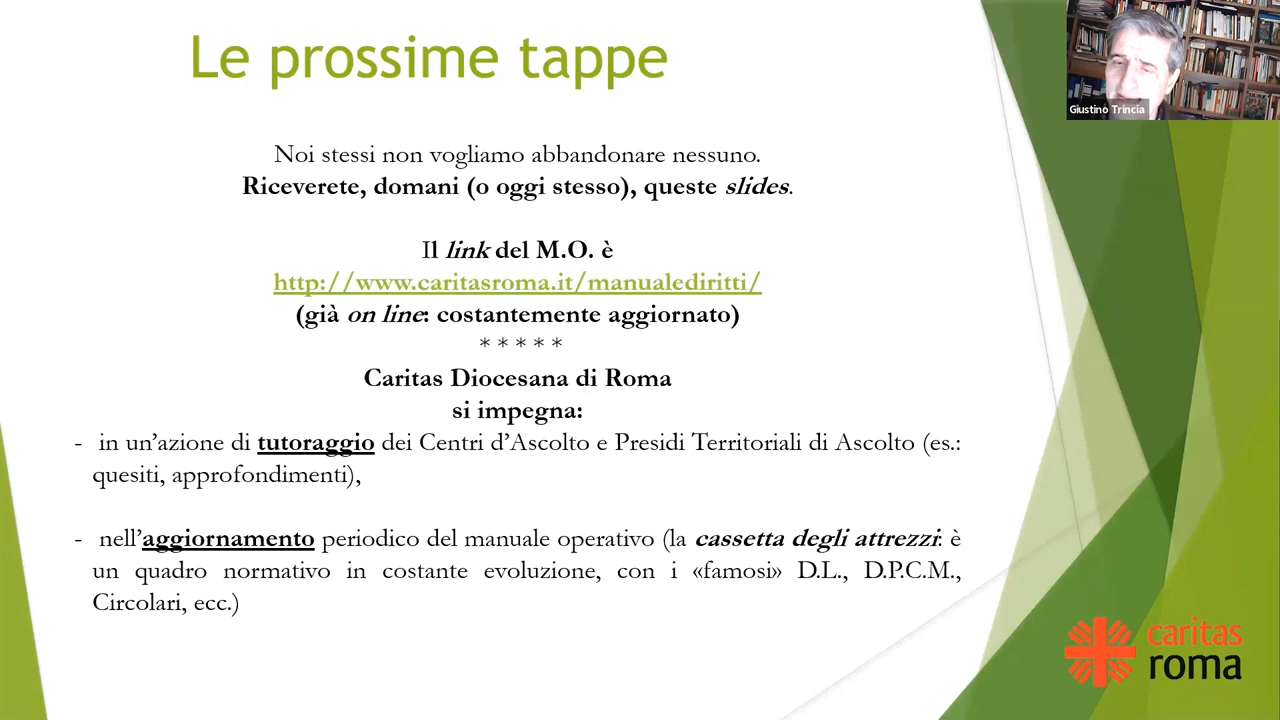 Le prossime tappe
Giustino Trincia
Noi stessi non vogliamo abbandonare nessuno.
Riceverete, domani (o oggi stesso), queste slides.
Il link del M.O. è
http://www.caritasroma.it/manualediritti/
(già on line: costantemente aggiornato)
* * * * *
Caritas Diocesana di Roma
si impegna:
- in un’azione di tutoraggio dei Centri d’Ascolto e Presidi Territoriali di Ascolto (es.:
quesiti, approfondimenti),
- nell’aggiornamento periodico del manuale operativo (la cassetta degli attrezzi: è
un quadro normativo in costante evoluzione, con i «famosi» D.L., D.P.C.M.,
Circolari, ecc.)
caritas
roma